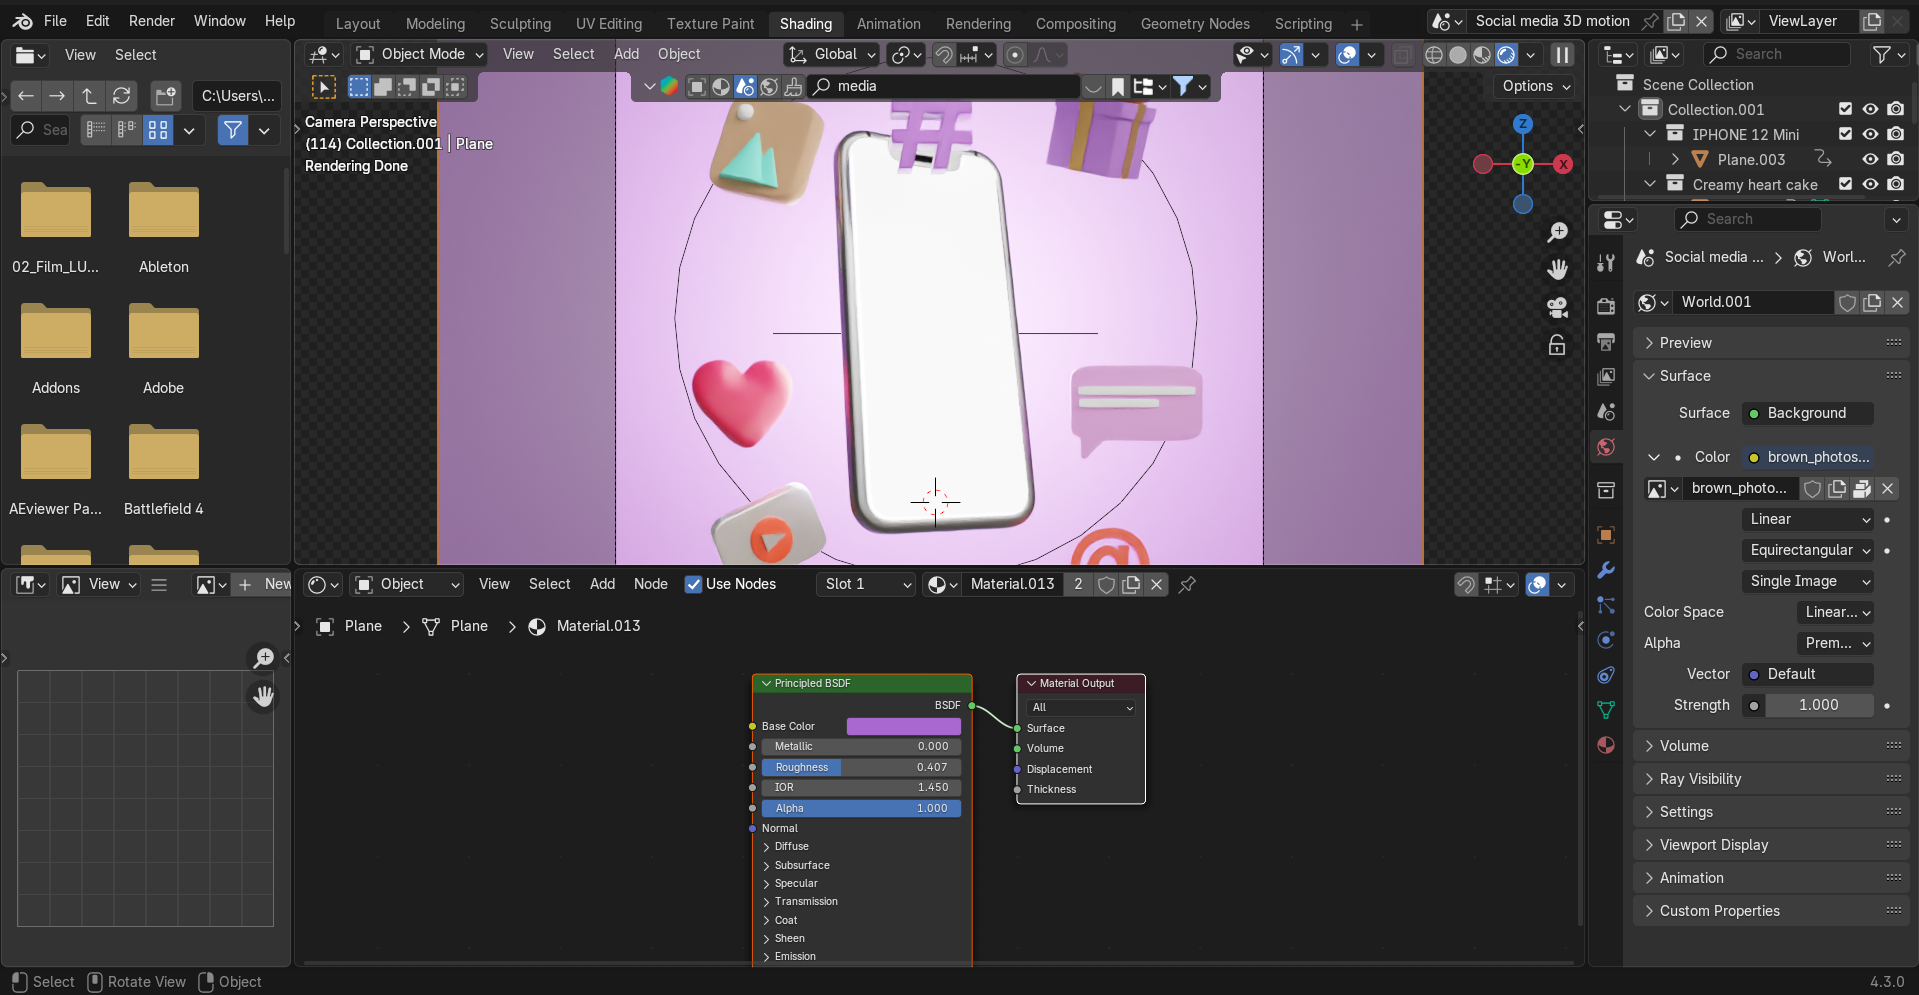 File Edit Render Window Help
Layout Modeling Sculpting UV Editing Texture Paint Shading Animation Rendering Compositing Geometry Nodes Scripting
Social media 3D motion
ViewLayer
View Select
C:\Users\...
Sea
02_Film_LU...
Ableton
Addons
Adobe
AEviewer Pa...
Battlefield 4
Object Mode View Select Add Object
Global
media
Options
Camera Perspective
(114) Collection.001 | Plane
Rendering Done
#
@
Z
-Y
X
Search
Scene Collection
Collection.001
IPHONE 12 Mini
Plane.003
Creamy heart cake
Search
Social media ...
Worl...
World.001
Preview
Surface
Surface Background
Color brown_photos...
brown_photo...
Linear
Equirectangular
Single Image
Color Space Linear...
Alpha Prem...
Vector Default
Strength 1.000
Volume
Ray Visibility
Settings
Viewport Display
Animation
Custom Properties
View
New
Object View Select Add Node Use Nodes Slot 1 Material.013 2
Plane Plane Material.013
Principled BSDF
BSDF
Base Color
Metallic 0.000
Roughness 0.407
IOR 1.450
Alpha 1.000
Normal
Diffuse
Subsurface
Specular
Transmission
Coat
Sheen
Emission
Material Output
All
Surface
Volume
Displacement
Thickness
Select Rotate View Object
4.3.0